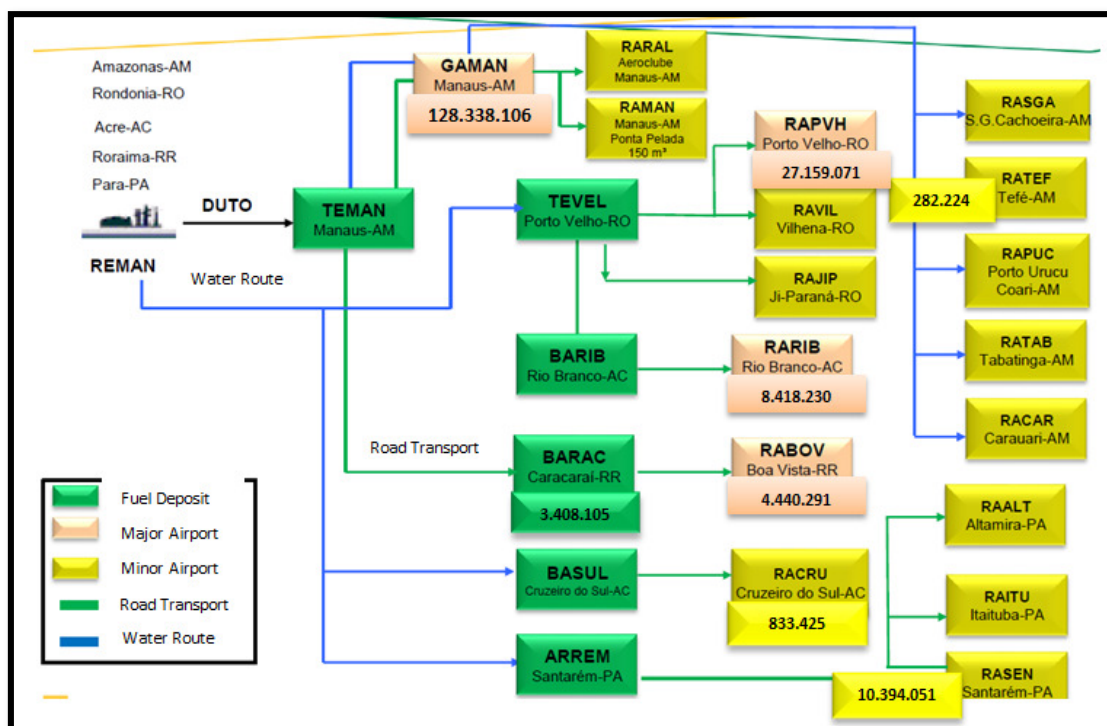 Amazonas-AM
Rondonia-RO
Acre-AC
Roraima-RR
Para-PA
REMAN
DUTO
Water Route
TEMAN
Manaus-AM
GAMAN
Manaus-AM
128.338.106
RARAL
Aeroclube
Manaus-AM
RAMAN
Manaus-AM
Ponta Pelada
150 m³
TEVEL
Porto Velho-RO
RAPVH
Porto Velho-RO
27.159.071
RAVIL
Vilhena-RO
RAJIP
Ji-Paraná-RO
282.224
RASGA
S.G.Cachoeira-AM
RATEF
Tefé-AM
RAPUC
Porto Urucu
Coari-AM
RATAB
Tabatinga-AM
RACAR
Carauari-AM
BARIB
Rio Branco-AC
RARIB
Rio Branco-AC
8.418.230
Road Transport
BARAC
Caracaraí-RR
3.408.105
RABOV
Boa Vista-RR
4.440.291
BASUL
Cruzeiro do Sul-AC
RACRU
Cruzeiro do Sul-AC
833.425
ARREM
Santarém-PA
10.394.051
RAALT
Altamira-PA
RAITU
Itaituba-PA
RASEN
Santarém-PA
Fuel Deposit
Major Airport
Minor Airport
Road Transport
Water Route